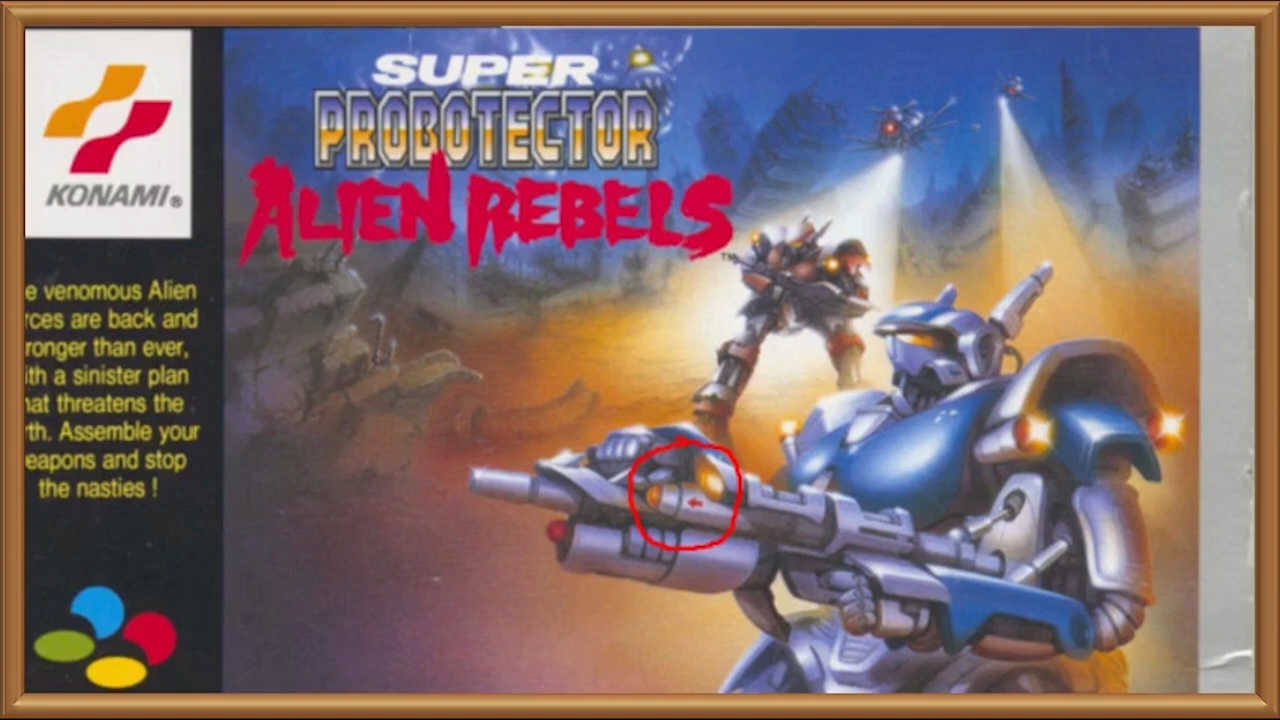 KONAMI®
SUPER
PROBOTECTOR
ALIEN REBELS™
e venomous Alien
rces are back and
ronger than ever,
ith a sinister plan
hat threatens the
rth. Assemble your
eapons and stop
the nasties !